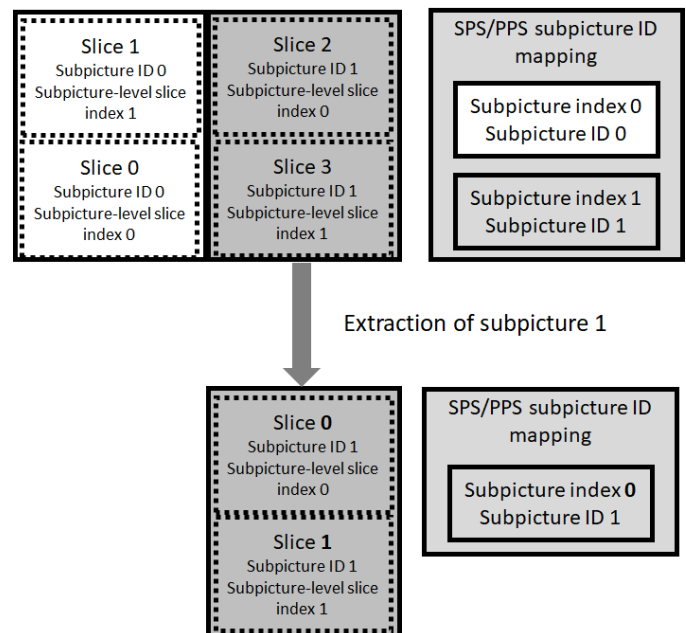 Slice 1
Subpicture ID 0
Subpicture-level slice
index 1
Slice 2
Subpicture ID 1
Subpicture-level slice
index 0
Slice 0
Subpicture ID 0
Subpicture-level slice
index 0
Slice 3
Subpicture ID 1
Subpicture-level slice
index 1
SPS/PPS subpicture ID
mapping
Subpicture index 0
Subpicture ID 0
Subpicture index 1
Subpicture ID 1
Extraction of subpicture 1
Slice 0
Subpicture ID 1
Subpicture-level slice
index 0
Slice 1
Subpicture ID 1
Subpicture-level slice
index 1
SPS/PPS subpicture ID
mapping
Subpicture index 0
Subpicture ID 1